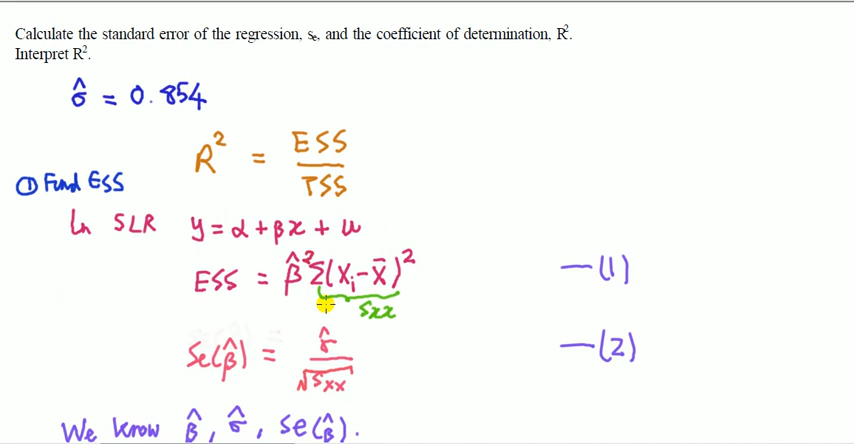 Calculate the standard error of the regression, sₑ, and the coefficient of determination, R².
Interpret R².
σ̂ = 0.854
R² = ESS / TSS
① Find ESS
In SLR y = α + βx + u
ESS = β̂² Σ(Xᵢ - X̄)² —(1)
Sxx
Se(β̂) = σ̂ / √Sxx —(2)
We know β̂, σ̂, se(β̂).